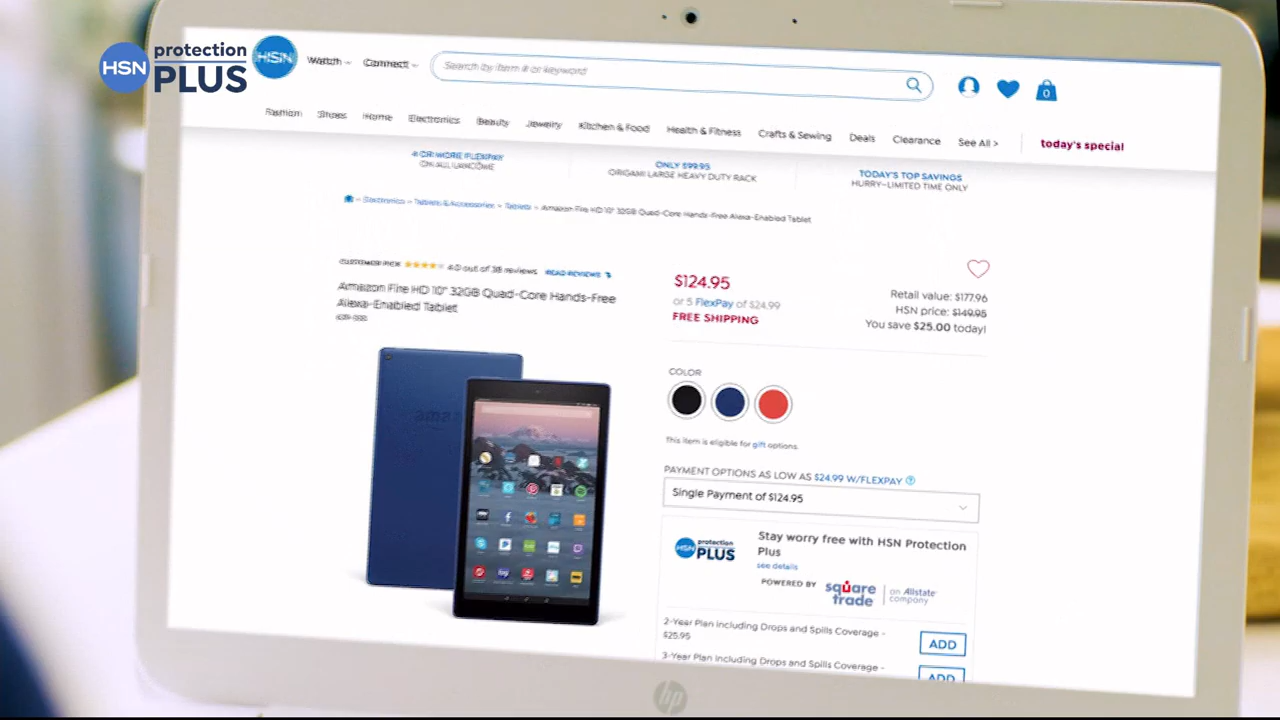 HSN protection PLUS
HSN Watch Connect Search by item # or keyword
0
Fashion Shoes Home Electronics Beauty Jewelry Kitchen & Food Health & Fitness Crafts & Sewing Deals Clearance See All > today's special
4 OR MORE FLEXPAY
ON ALL LANCOME
ONLY $99.95
ORIGAMI LARGE HEAVY DUTY RACK
TODAY'S TOP SAVINGS
HURRY–LIMITED TIME ONLY
Electronics Tablets & Accessories Tablets Amazon Fire HD 10" 32GB Quad-Core Hands-Free Alexa-Enabled Tablet
CUSTOMER PICK 4.0 out of 38 reviews READ REVIEWS
Amazon Fire HD 10" 32GB Quad-Core Hands-Free
Alexa-Enabled Tablet
amazon
$124.95
or 5 FlexPay of $24.99
FREE SHIPPING
Retail value: $177.96
HSN price: $149.95
You save $25.00 today!
COLOR
This item is eligible for gift options.
PAYMENT OPTIONS AS LOW AS $24.99 W/FLEXPAY ?
Single Payment of $124.95
HSN protection PLUS
Stay worry free with HSN Protection
Plus
see details
POWERED BY square trade an Allstate company
2-Year Plan including Drops and Spills Coverage -
$25.95
ADD
3-Year Plan including Drops and Spills Coverage -
ADD
hp